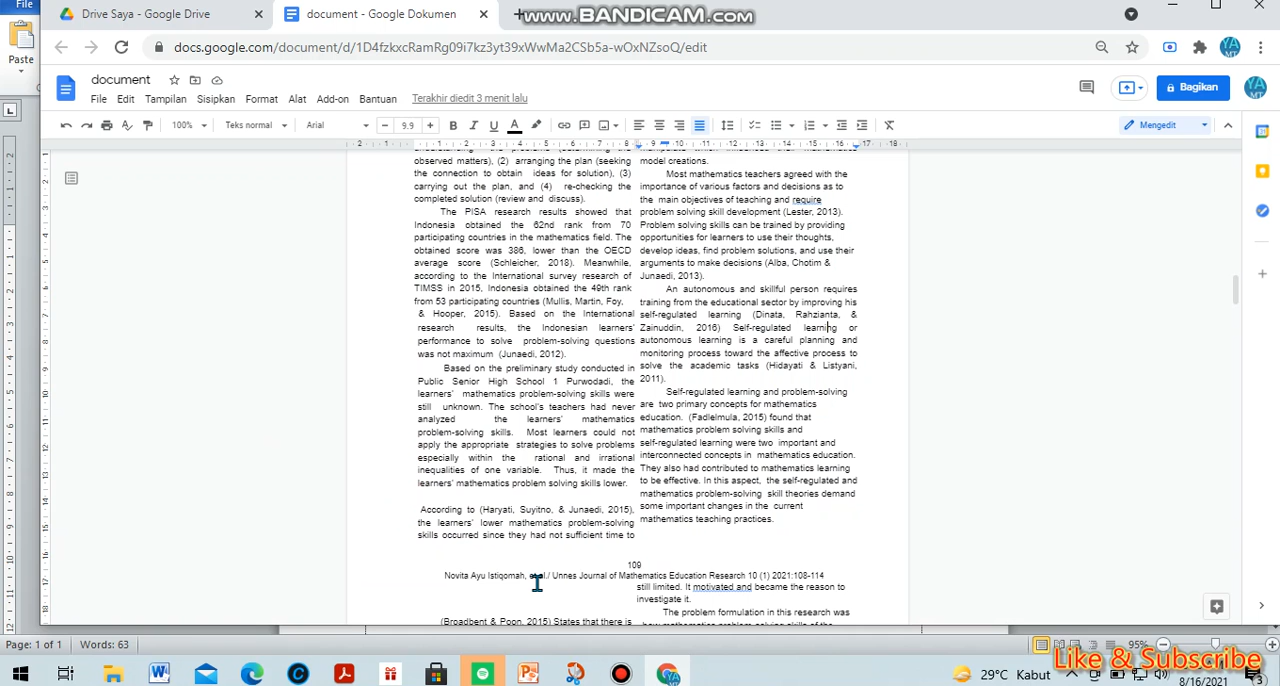 File
Drive Saya - Google Drive
document - Google Dokumen
WWW.BANDICAM.COM
Paste
docs.google.com/document/d/1D4fzkxcRamRg09i7kz3yt39xWwMa2CSb5a-wOxNZsoQ/edit
document
File Edit Tampilan Sisipkan Format Alat Add-on Bantuan Terakhir diedit 3 menit lalu
Bagikan
100% Teks normal Arial 9.9 Mengedit
observed matters), (2) arranging the plan (seeking
the connection to obtain ideas for solution), (3)
carrying out the plan, and (4) re-checking the
completed solution (review and discuss).
The PISA research results showed that
Indonesia obtained the 62nd rank from 70
participating countries in the mathematics field. The
obtained score was 386, lower than the OECD
average score (Schleicher, 2018). Meanwhile,
according to the International survey research of
TIMSS in 2015, Indonesia obtained the 49th rank
from 53 participating countries (Mullis, Martin, Foy,
& Hooper, 2015). Based on the International
research results, the Indonesian learners'
performance to solve problem-solving questions
was not maximum (Junaedi, 2012).
Based on the preliminary study conducted in
Public Senior High School 1 Purwodadi, the
learners' mathematics problem-solving skills were
still unknown. The school's teachers had never
analyzed the learners' mathematics
problem-solving skills. Most learners could not
apply the appropriate strategies to solve problems
especially within the rational and irrational
inequalities of one variable. Thus, it made the
learners' mathematics problem solving skills lower.
According to (Haryati, Suyitno, & Junaedi, 2015),
the learners' lower mathematics problem-solving
skills occurred since they had not sufficient time to
model creations.
Most mathematics teachers agreed with the
importance of various factors and decisions as to
the main objectives of teaching and require
problem solving skill development (Lester, 2013).
Problem solving skills can be trained by providing
opportunities for learners to use their thoughts,
develop ideas, find problem solutions, and use their
arguments to make decisions (Alba, Chotim &
Junaedi, 2013).
An autonomous and skillful person requires
training from the educational sector by improving his
self-regulated learning (Dinata, Rahzianta, &
Zainuddin, 2016) Self-regulated learning or
autonomous learning is a careful planning and
monitoring process toward the affective process to
solve the academic tasks (Hidayati & Listyani,
2011).
Self-regulated learning and problem-solving
are two primary concepts for mathematics
education. (Fadlelmula, 2015) found that
mathematics problem solving skills and
self-regulated learning were two important and
interconnected concepts in mathematics education.
They also had contributed to mathematics learning
to be effective. In this aspect, the self-regulated and
mathematics problem-solving skill theories demand
some important changes in the current
mathematics teaching practices.
109
Novita Ayu Istiqomah, et al./ Unnes Journal of Mathematics Education Research 10 (1) 2021:108-114
still limited. It motivated and became the reason to
investigate it.
The problem formulation in this research was
(Broadbent & Poon, 2015) States that there is
Page: 1 of 1 Words: 63
95%
Like & Subscribe
29°C Kabut
8/16/2021